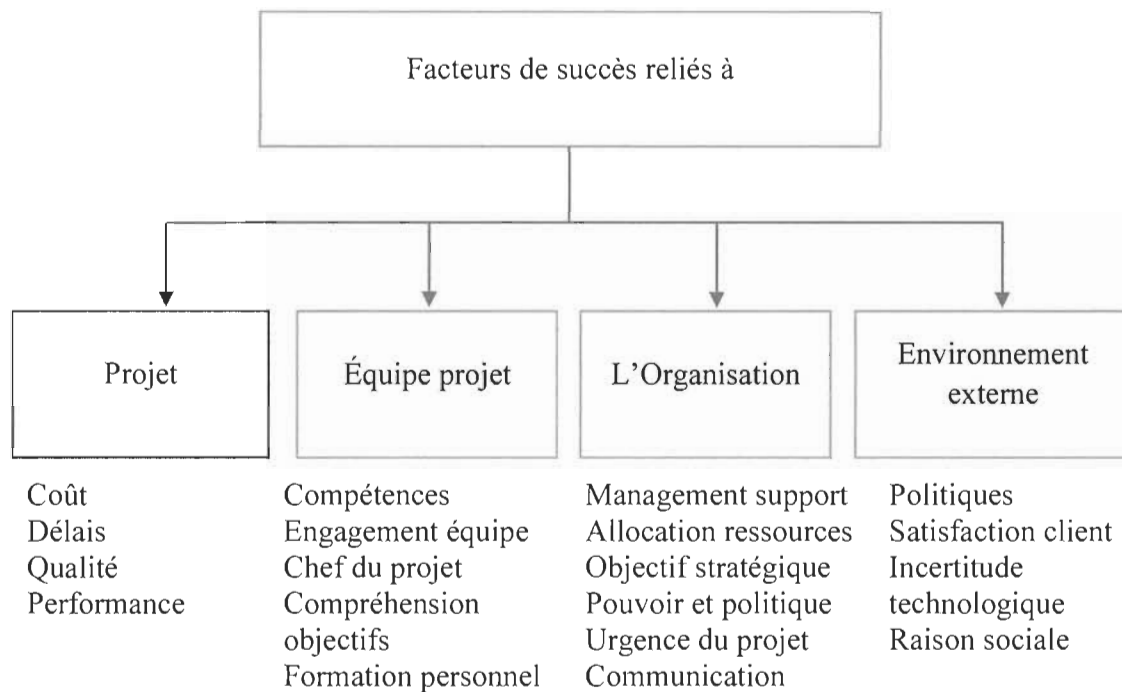 Facteurs de succès reliés à
Projet
Équipe projet
L'Organisation
Environnement
externe
Coût
Délais
Qualité
Performance
Compétences
Engagement équipe
Chef du projet
Compréhension
objectifs
Formation personnel
Management support
Allocation ressources
Objectif stratégique
Pouvoir et politique
Urgence du projet
Communication
Politiques
Satisfaction client
Incertitude
technologique
Raison sociale